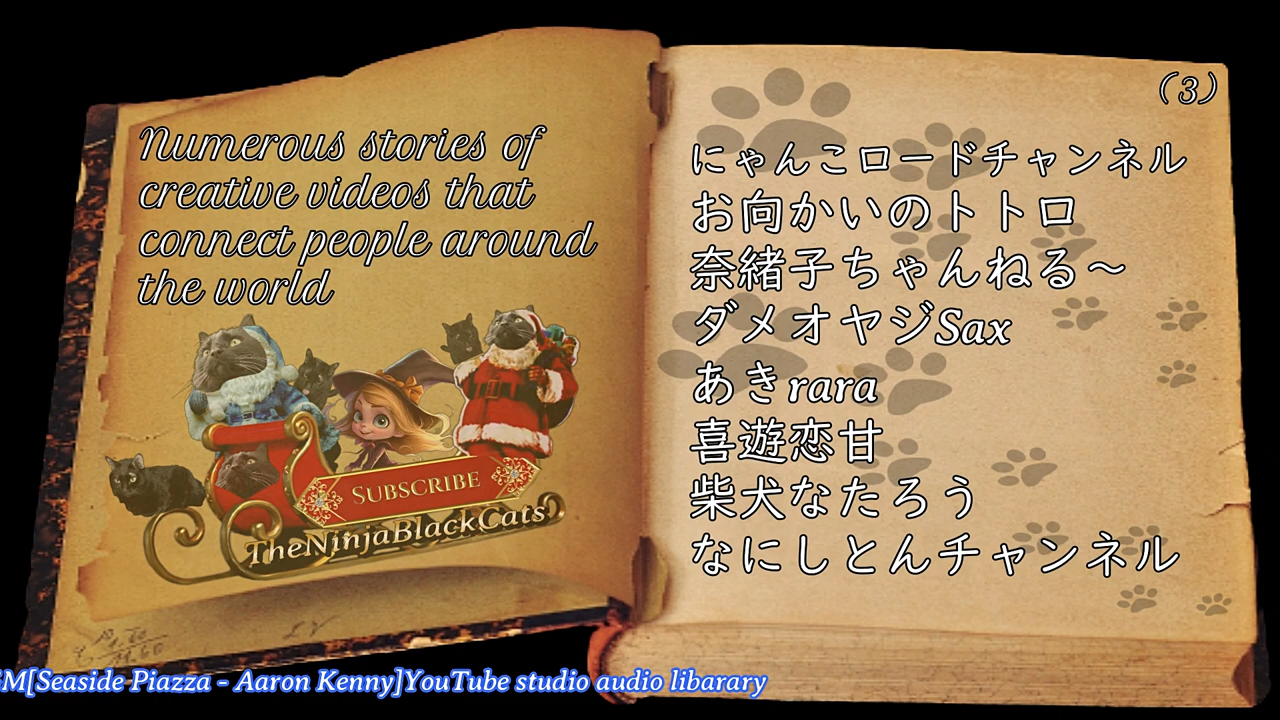 Numerous stories of
creative videos that
connect people around
the world
SUBSCRIBE
TheNinjaBlackCats
（3）
にゃんこロードチャンネル
お向かいのトトロ
奈緒子ちゃんねる～
ダメオヤジSax
あきrara
喜遊恋甘
柴犬なたろう
なにしとんチャンネル
M[Seaside Piazza - Aaron Kenny]YouTube studio audio libarary